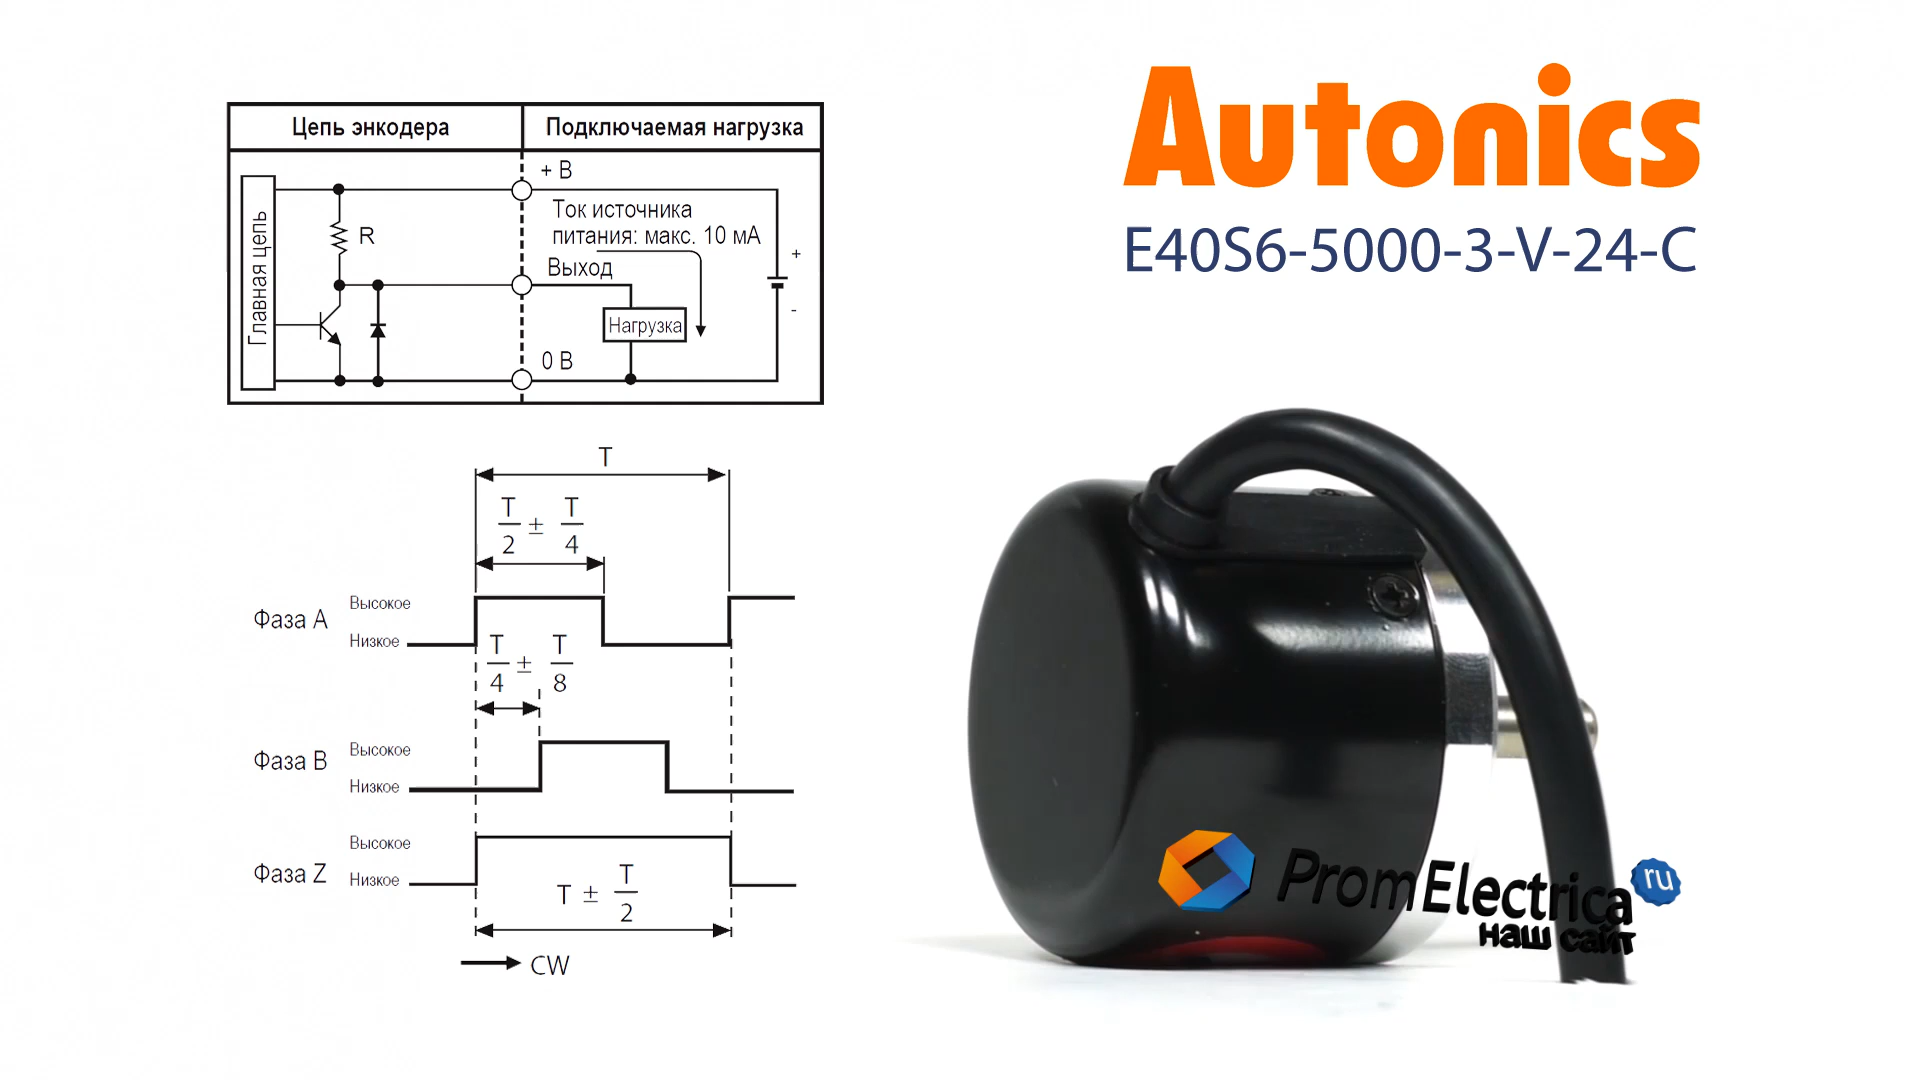 Цепь энкодера
Подключаемая нагрузка
Главная цепь
R
+ В
Ток источника
питания: макс. 10 мА
Выход
Нагрузка
0 В
+
-
T
T/2 ± T/4
Фаза A
Высокое
Низкое
T/4 ± T/8
Фаза B
Высокое
Низкое
Фаза Z
Высокое
Низкое
T ± T/2
CW
Autonics
E40S6-5000-3-V-24-C
PromElectrica ru
наш сайт